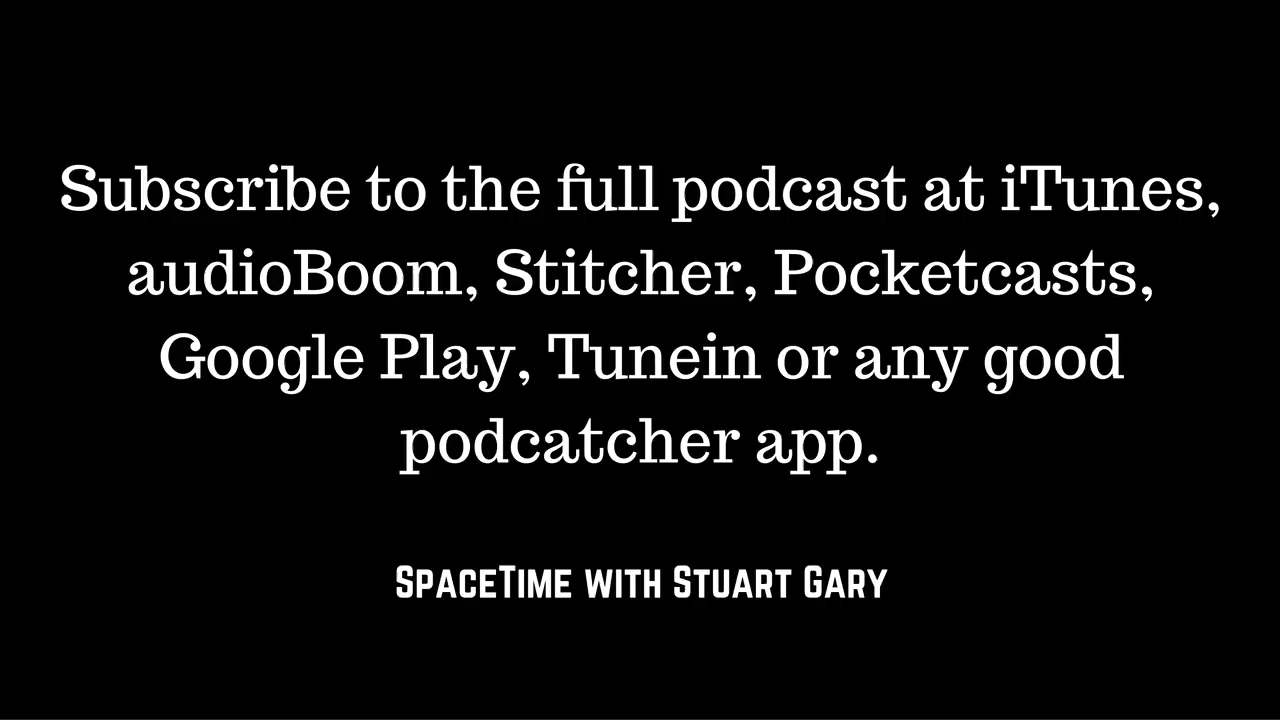 Subscribe to the full podcast at iTunes,
audioBoom, Stitcher, Pocketcasts,
Google Play, Tunein or any good
podcatcher app.
SpaceTime with Stuart Gary